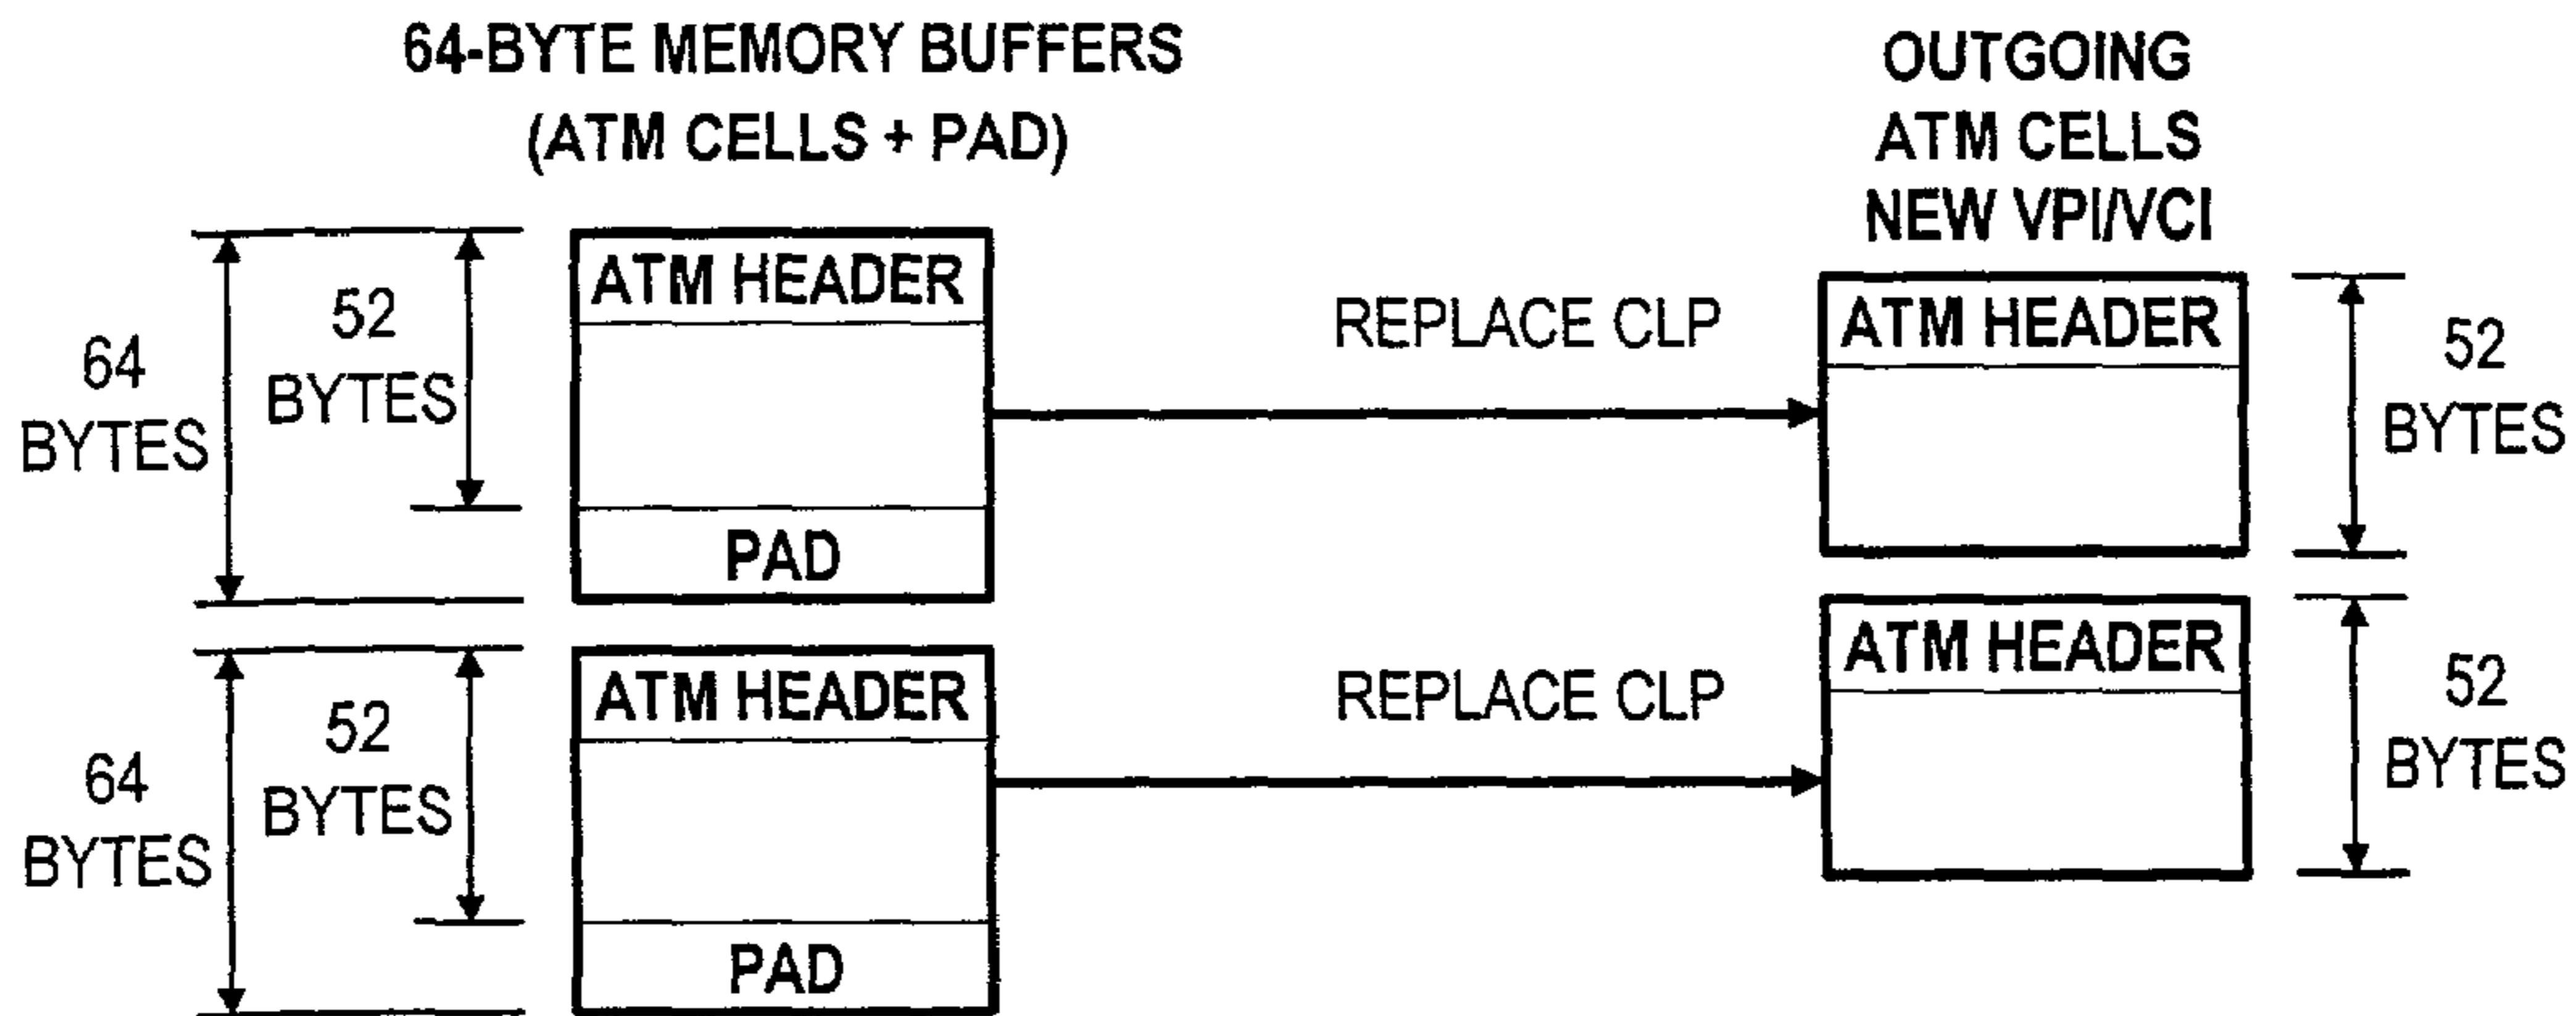 64-BYTE MEMORY BUFFERS
(ATM CELLS + PAD)
OUTGOING
ATM CELLS
NEW VPI/VCI
64
BYTES
52
BYTES
ATM HEADER
PAD
REPLACE CLP
ATM HEADER
52
BYTES
64
BYTES
52
BYTES
ATM HEADER
PAD
REPLACE CLP
ATM HEADER
52
BYTES